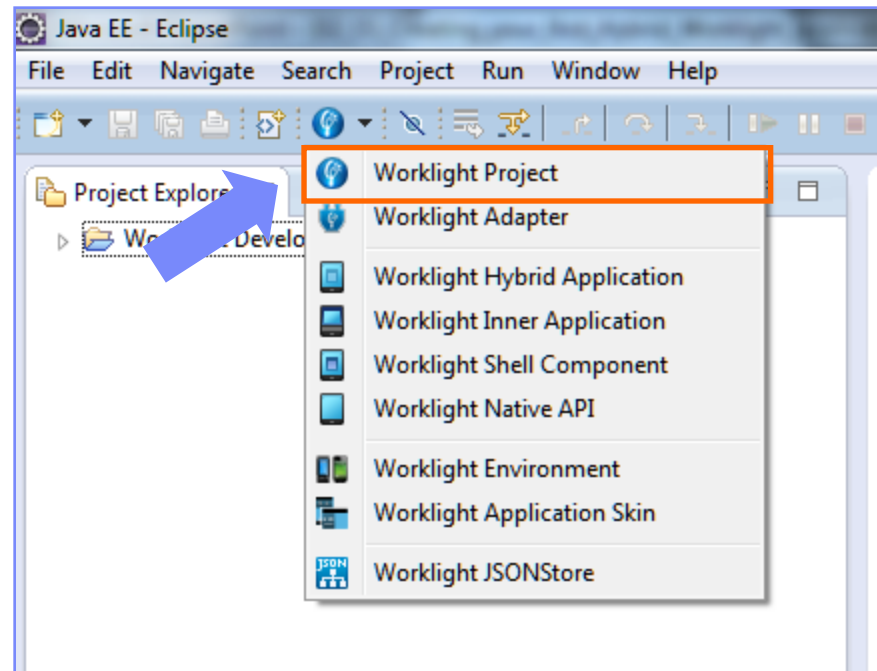 Java EE - Eclipse
File Edit Navigate Search Project Run Window Help
Project Explore
Worklight Project
Worklight Adapter
Develo
Worklight Hybrid Application
Worklight Inner Application
Worklight Shell Component
Worklight Native API
Worklight Environment
Worklight Application Skin
JSON
Worklight JSONStore